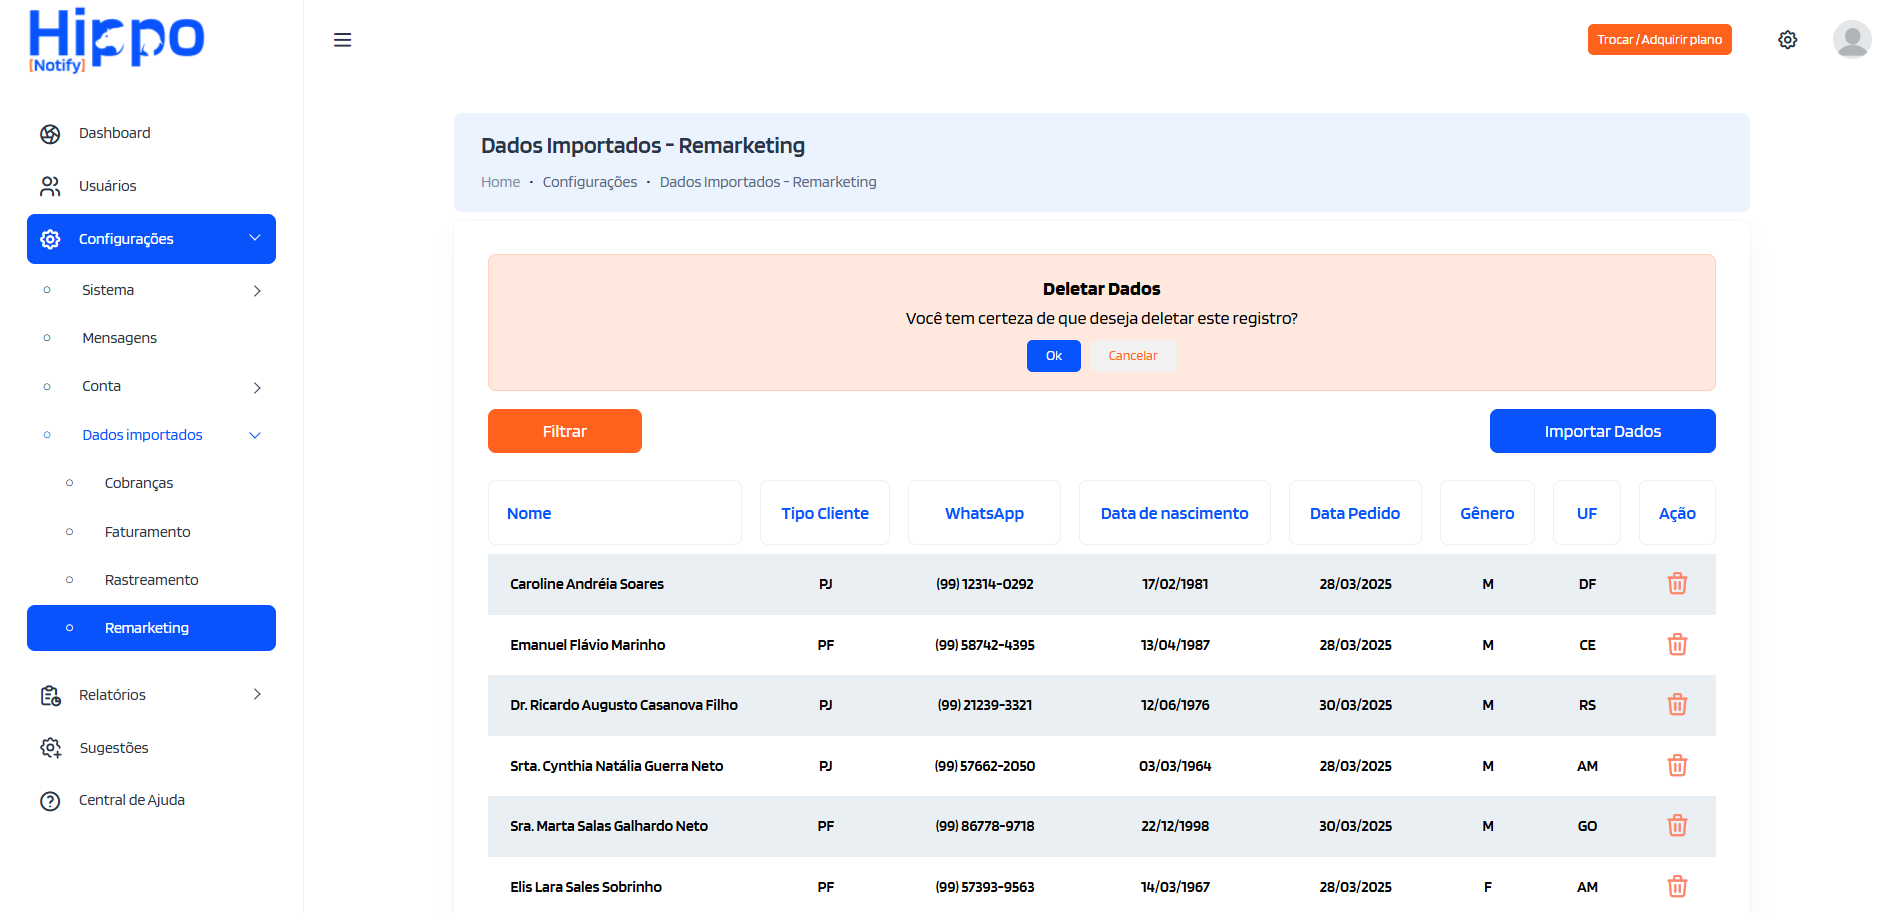 Hippo
[Notify]
Trocar / Adquirir plano
Dashboard
Usuários
Configurações
Sistema
Mensagens
Conta
Dados importados
Cobranças
Faturamento
Rastreamento
Remarketing
Relatórios
Sugestões
Central de Ajuda
Dados Importados - Remarketing
Home • Configurações • Dados Importados - Remarketing
Deletar Dados
Você tem certeza de que deseja deletar este registro?
Ok Cancelar
Filtrar Importar Dados
Nome Tipo Cliente WhatsApp Data de nascimento Data Pedido Gênero UF Ação
Caroline Andréia Soares PJ (99) 12314-0292 17/02/1981 28/03/2025 M DF
Emanuel Flávio Marinho PF (99) 58742-4395 13/04/1987 28/03/2025 M CE
Dr. Ricardo Augusto Casanova Filho PJ (99) 21239-3321 12/06/1976 30/03/2025 M RS
Srta. Cynthia Natália Guerra Neto PJ (99) 57662-2050 03/03/1964 28/03/2025 M AM
Sra. Marta Salas Galhardo Neto PF (99) 86778-9718 22/12/1998 30/03/2025 M GO
Elis Lara Sales Sobrinho PF (99) 57393-9563 14/03/1967 28/03/2025 F AM